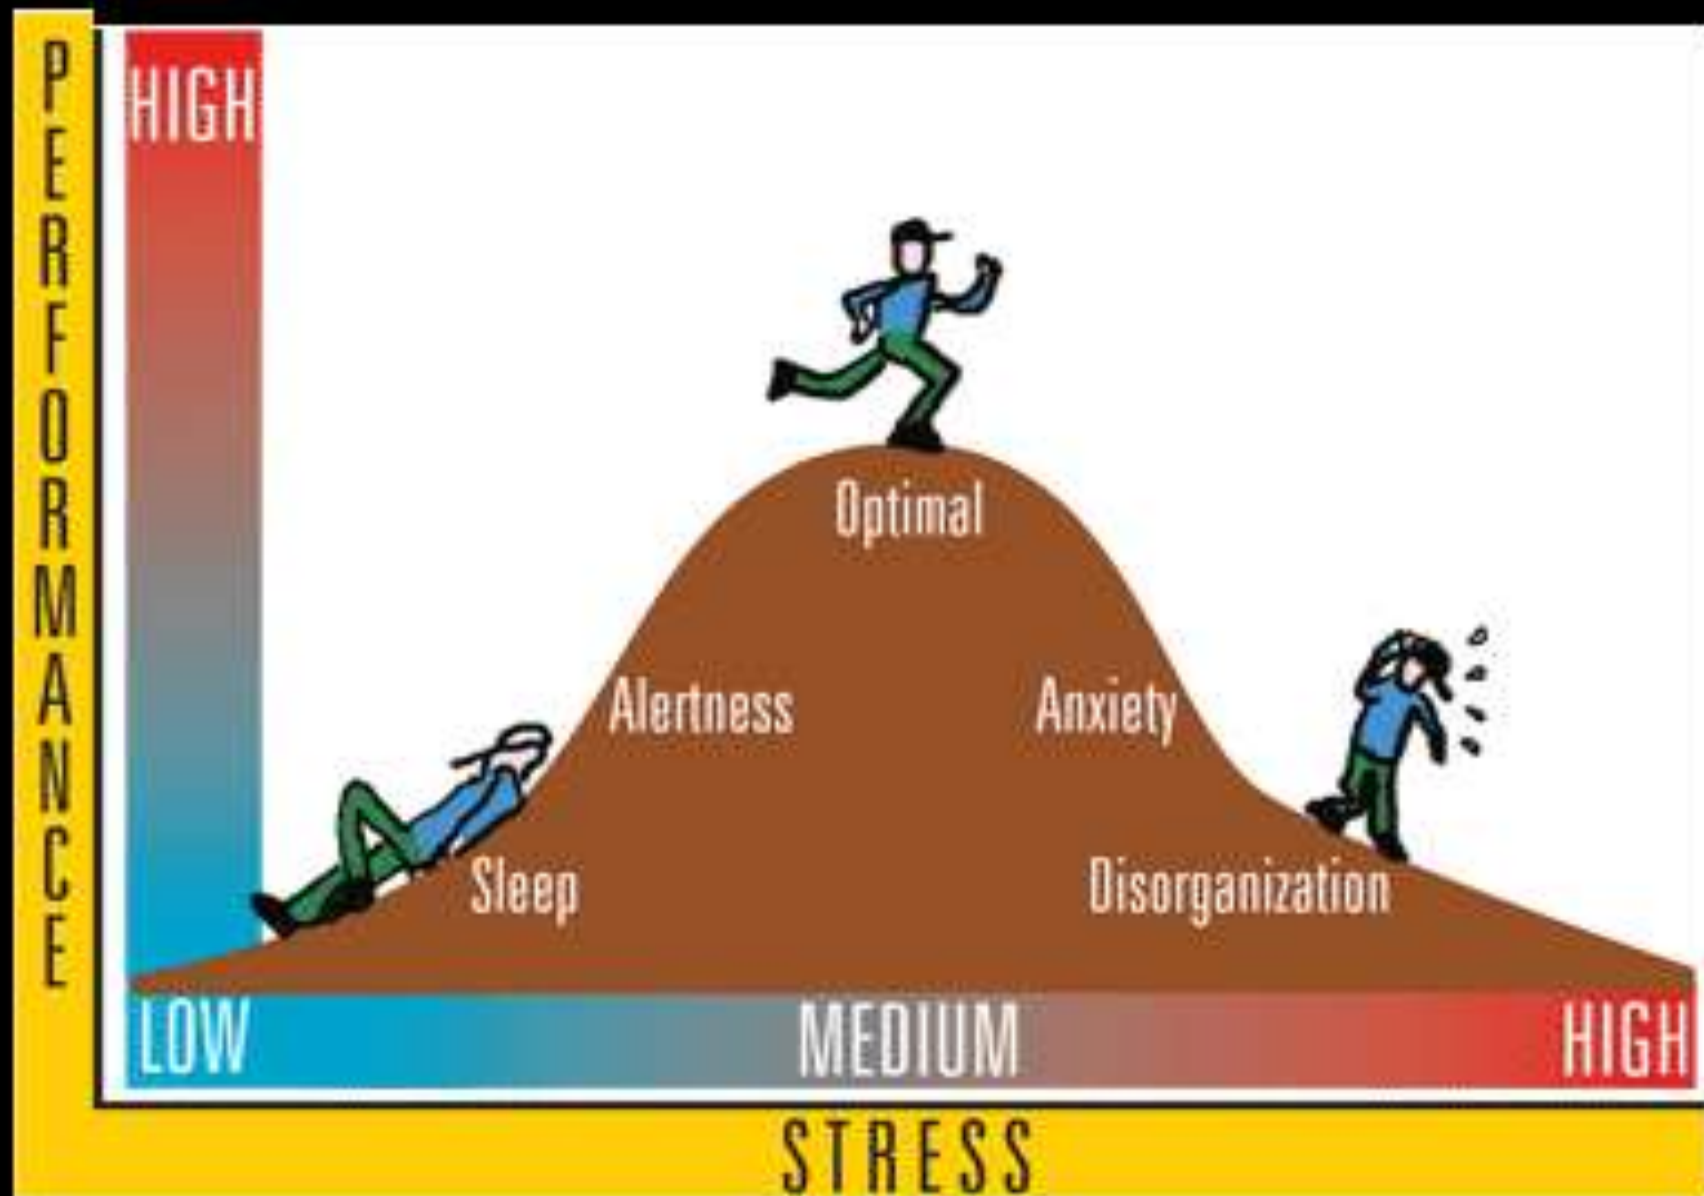 PERFORMANCE
HIGH
Optimal
Alertness
Anxiety
Sleep
Disorganization
LOW
MEDIUM
HIGH
STRESS